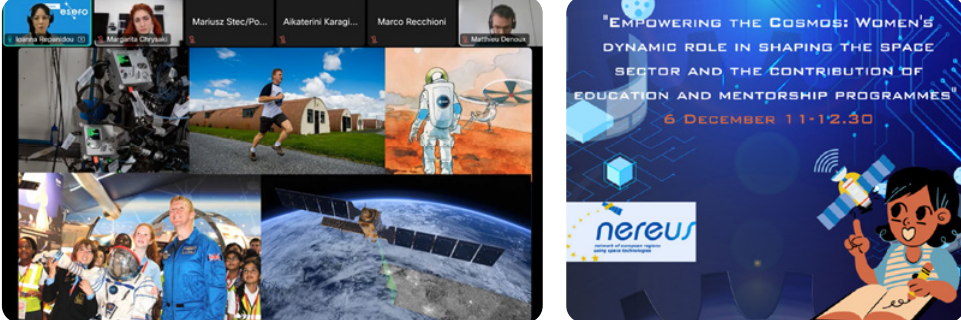 esero
Ioanna Repanidou
Margarita Chrysaki
Mariusz Stec/Po...
Aikaterini Karagi...
Marco Recchioni
Matthieu Denoux
"Empowering the Cosmos: Women's
dynamic role in shaping the space
sector and the contribution of
education and mentorship programmes"
6 December 11-12.30
nereus
network of european regions
using space technologies